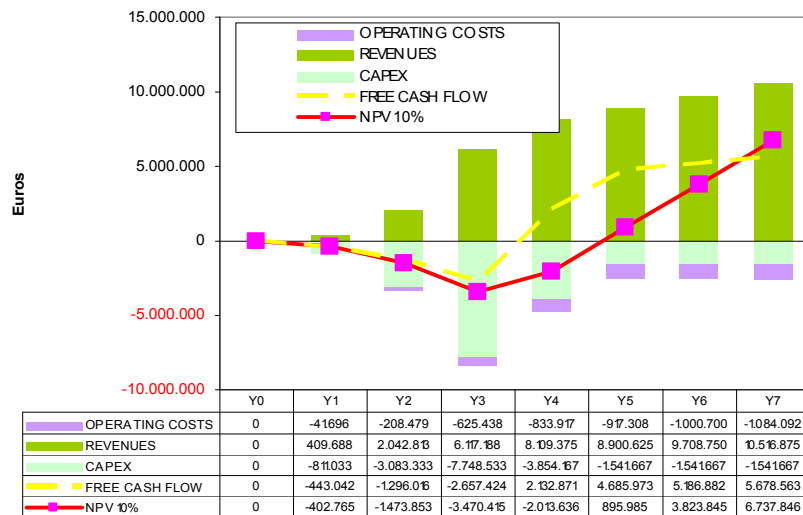 15.000.000
OPERATING COSTS
REVENUES
10.000.000
CAPEX
FREE CASH FLOW
NPV 10%
5.000.000
Euros
0
-5.000.000
-10.000.000
Y0 Y1 Y2 Y3 Y4 Y5 Y6 Y7
OPERATING COSTS 0 -41696 -208.479 -625.438 -833.917 -917.308 -1.000.700 -1.084.092
REVENUES 0 409.688 2.042.813 6.117.188 8.109.375 8.900.625 9.708.750 10.516.875
CAPEX 0 -811.033 -3.083.333 -7.748.533 -3.854.167 -1.541.667 -1.541.667 -1.541.667
FREE CASH FLOW 0 -443.042 -1.296.016 -2.657.424 2.132.871 4.685.973 5.186.882 5.678.563
NPV 10% 0 -402.765 -1.473.853 -3.470.415 -2.013.636 895.985 3.823.845 6.737.846